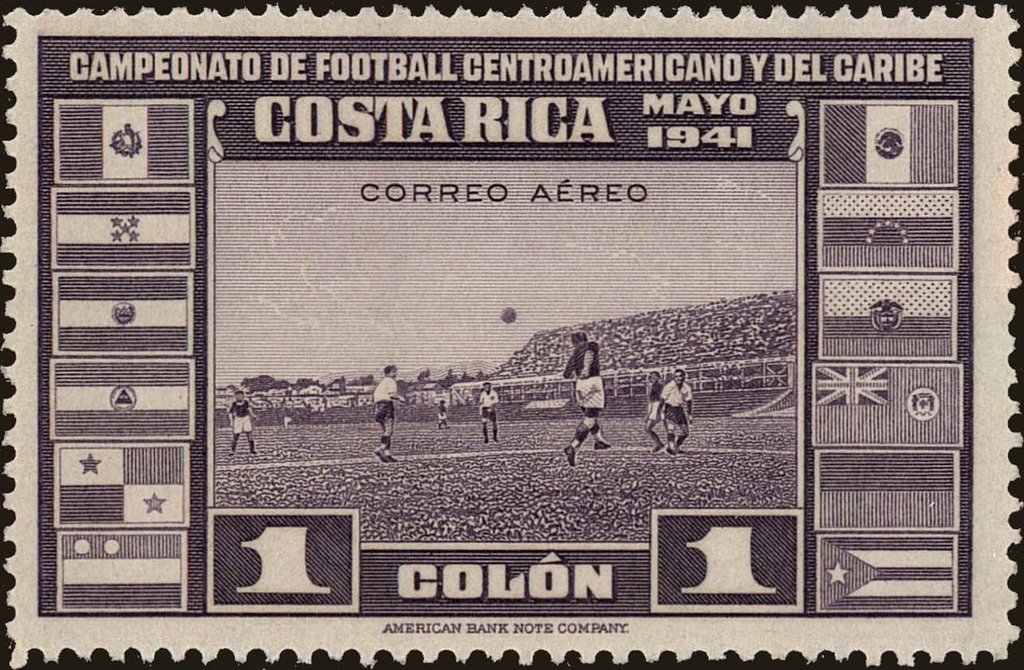 CAMPEONATO DE FOOTBALL CENTROAMERICANO Y DEL CARIBE
COSTA RICA
MAYO
1941
CORREO AÉREO
1
COLÓN
1
AMERICAN BANK NOTE COMPANY.